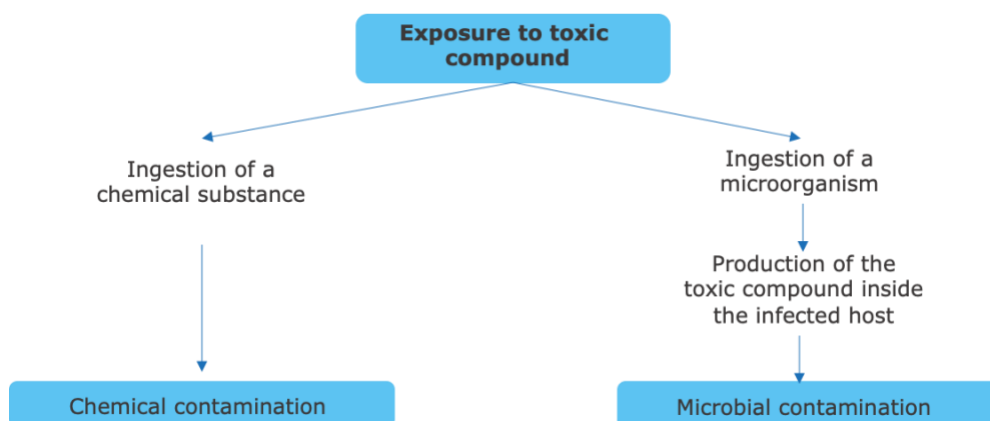 Exposure to toxic
compound
Ingestion of a
chemical substance
Ingestion of a
microorganism
Production of the
toxic compound inside
the infected host
Chemical contamination
Microbial contamination